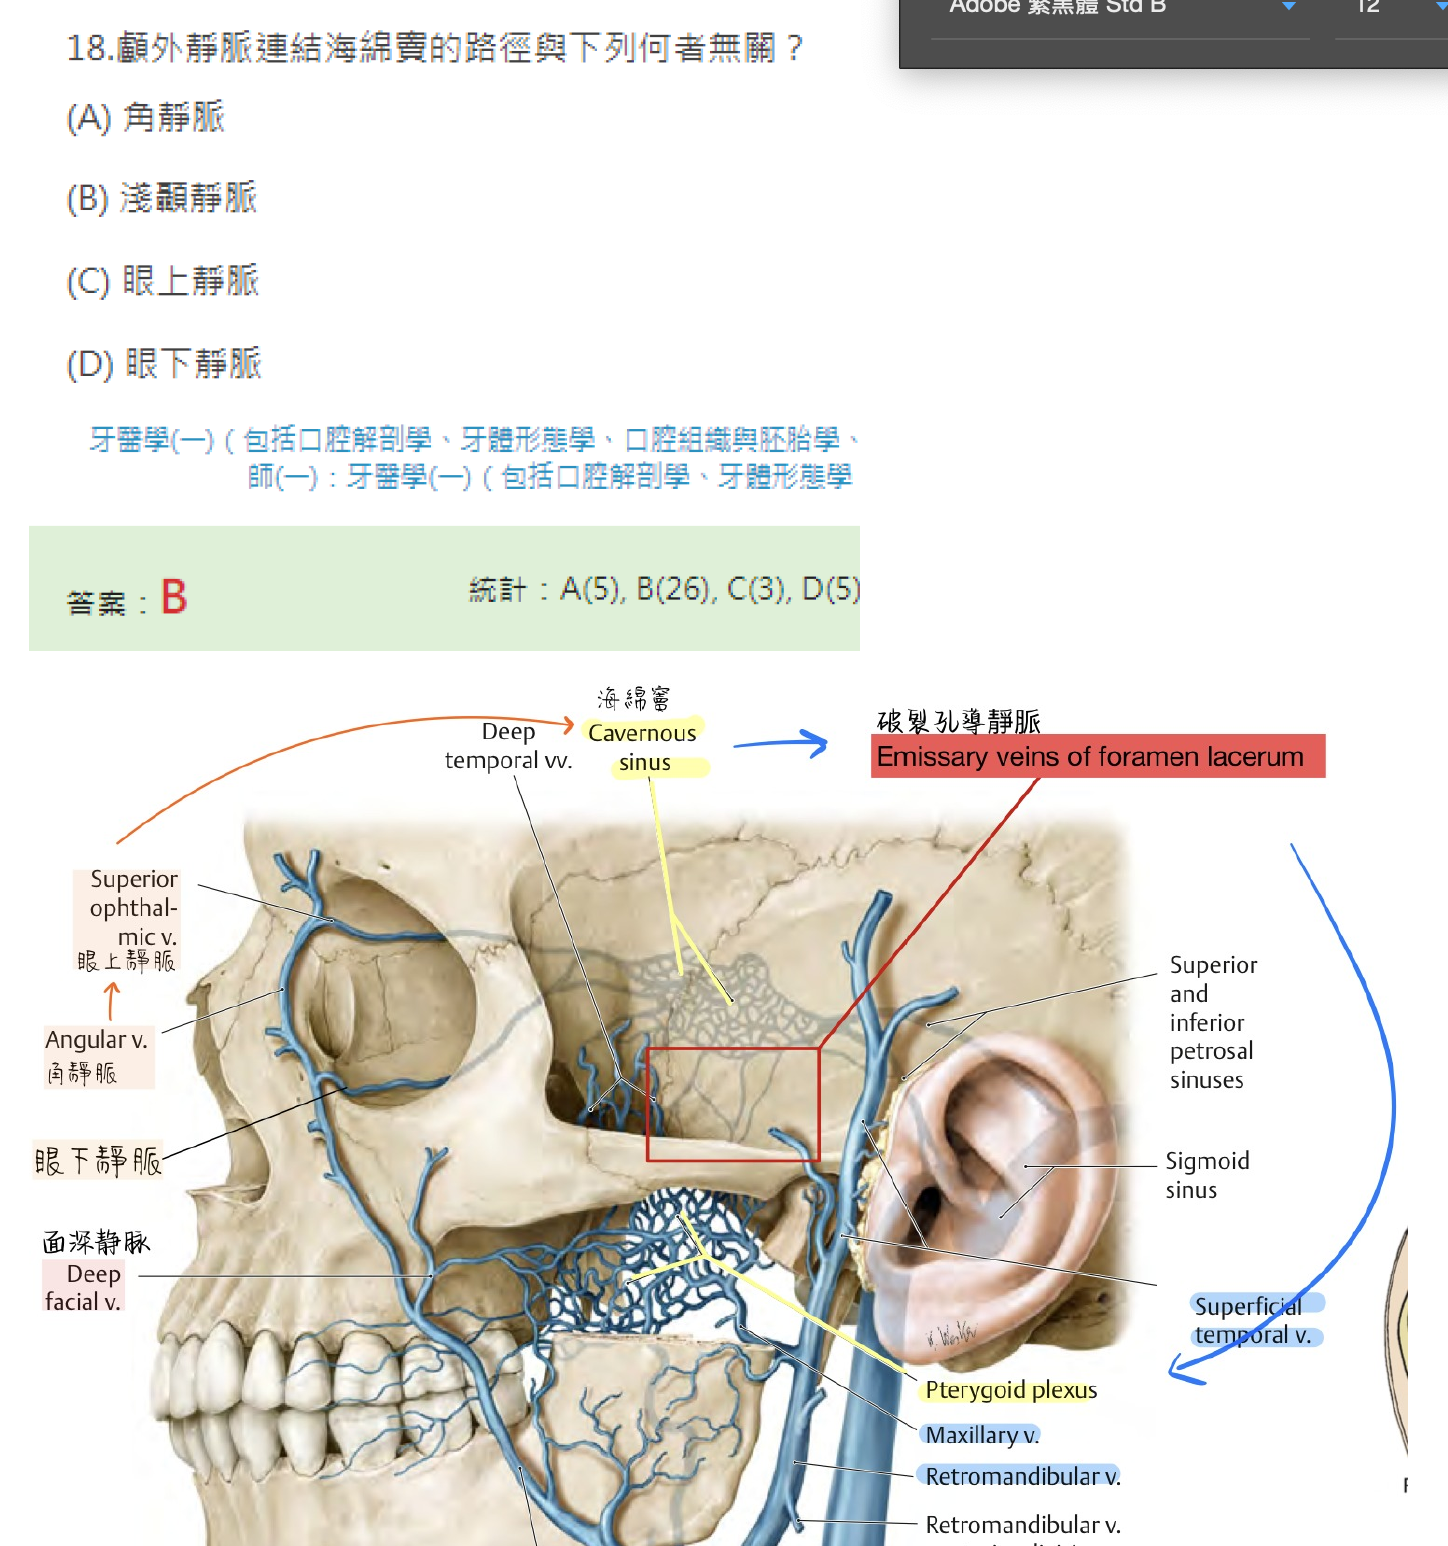 Adobe 繁黑體 Std B
12
18.顱外靜脈連結海綿竇的路徑與下列何者無關？
(A) 角靜脈
(B) 淺顳靜脈
(C) 眼上靜脈
(D) 眼下靜脈
牙醫學(一)（包括口腔解剖學、牙體形態學、口腔組織與胚胎學、
師(一)：牙醫學(一)（包括口腔解剖學、牙體形態學
答案：B
統計：A(5), B(26), C(3), D(5)
海綿竇
Cavernous
sinus
Deep
temporal vv.
破裂孔導靜脈
Emissary veins of foramen lacerum
Superior
ophthal-
mic v.
眼上靜脈
Angular v.
角靜脈
眼下靜脈
面深静脉
Deep
facial v.
Superior
and
inferior
petrosal
sinuses
Sigmoid
sinus
Superficial
temporal v.
Pterygoid plexus
Maxillary v.
Retromandibular v.
Retromandibular v.